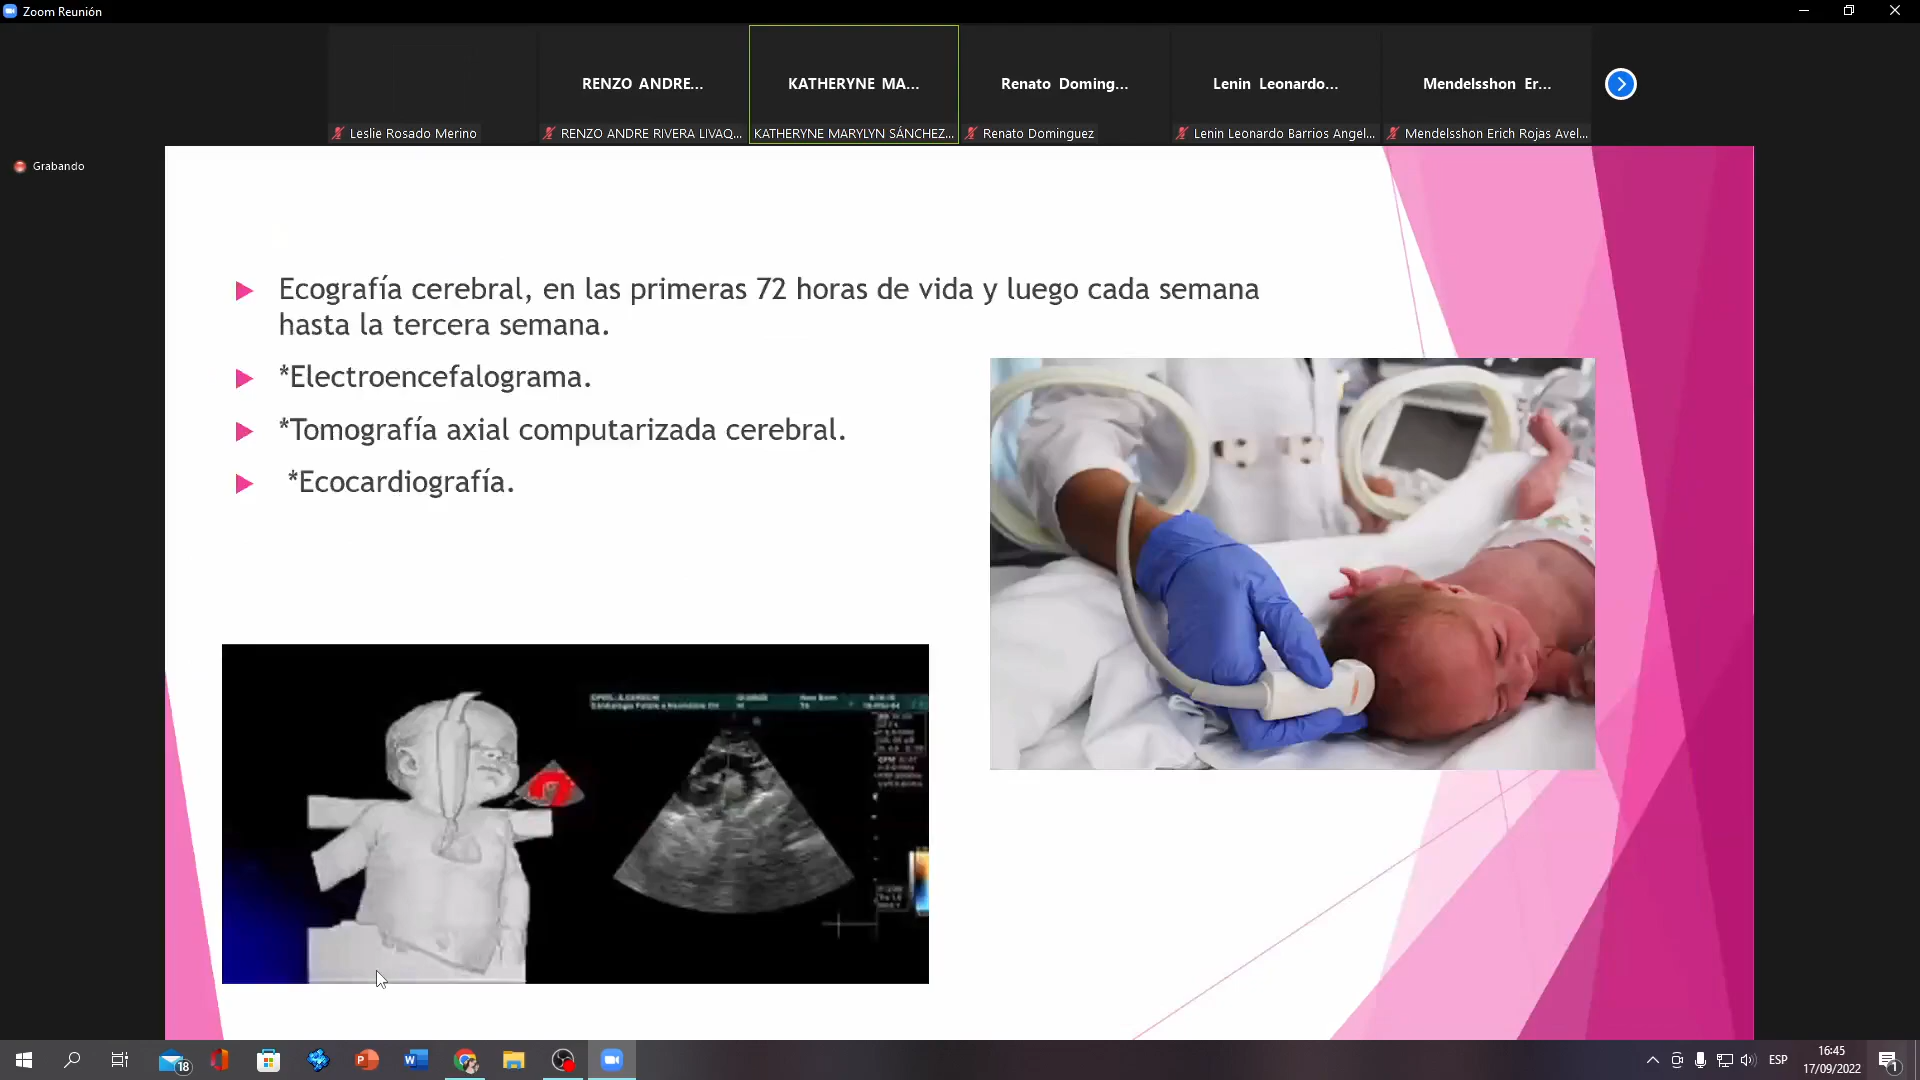 Zoom Reunión
RENZO ANDRE...
KATHERYNE MA...
Renato Doming...
Lenin Leonardo...
Mendelsshon Er...
Leslie Rosado Merino
RENZO ANDRE RIVERA LIVAQ...
KATHERYNE MARYLYN SÁNCHEZ...
Renato Dominguez
Lenin Leonardo Barrios Angel...
Mendelsshon Erich Rojas Avel...
Grabando
Ecografía cerebral, en las primeras 72 horas de vida y luego cada semana
hasta la tercera semana.
*Electroencefalograma.
*Tomografía axial computarizada cerebral.
*Ecocardiografía.
18
ESP
16:45
17/09/2022
1